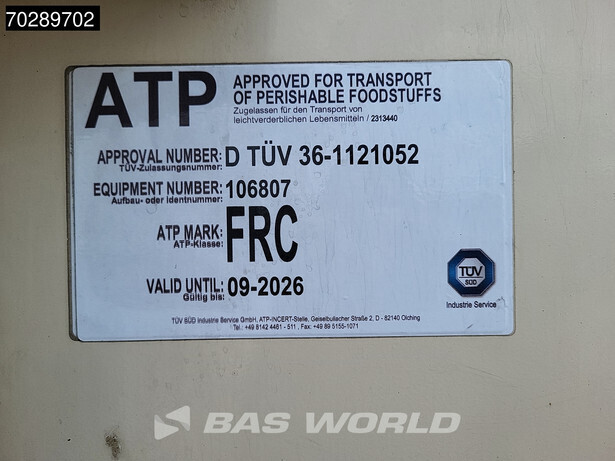 70289702
ATP
APPROVED FOR TRANSPORT
OF PERISHABLE FOODSTUFFS
Zugelassen für den Transport von
leichtverderblichen Lebensmitteln / 2313440
APPROVAL NUMBER: D TÜV 36-1121052
TÜV-Zulassungsnummer:
EQUIPMENT NUMBER: 106807
Aufbau- oder Identnummer:
ATP MARK: FRC
ATP-Klasse:
VALID UNTIL: 09-2026
Gültig bis:
TÜV
SÜD
Industrie Service
TÜV SÜD Industrie Service GmbH, ATP-INCERT-Stelle, Geiselbullacher Straße 2, D - 82140 Olching
Tel.: +49 8142 4461 - 511 , Fax: +49 89 5155-1071
BAS WORLD